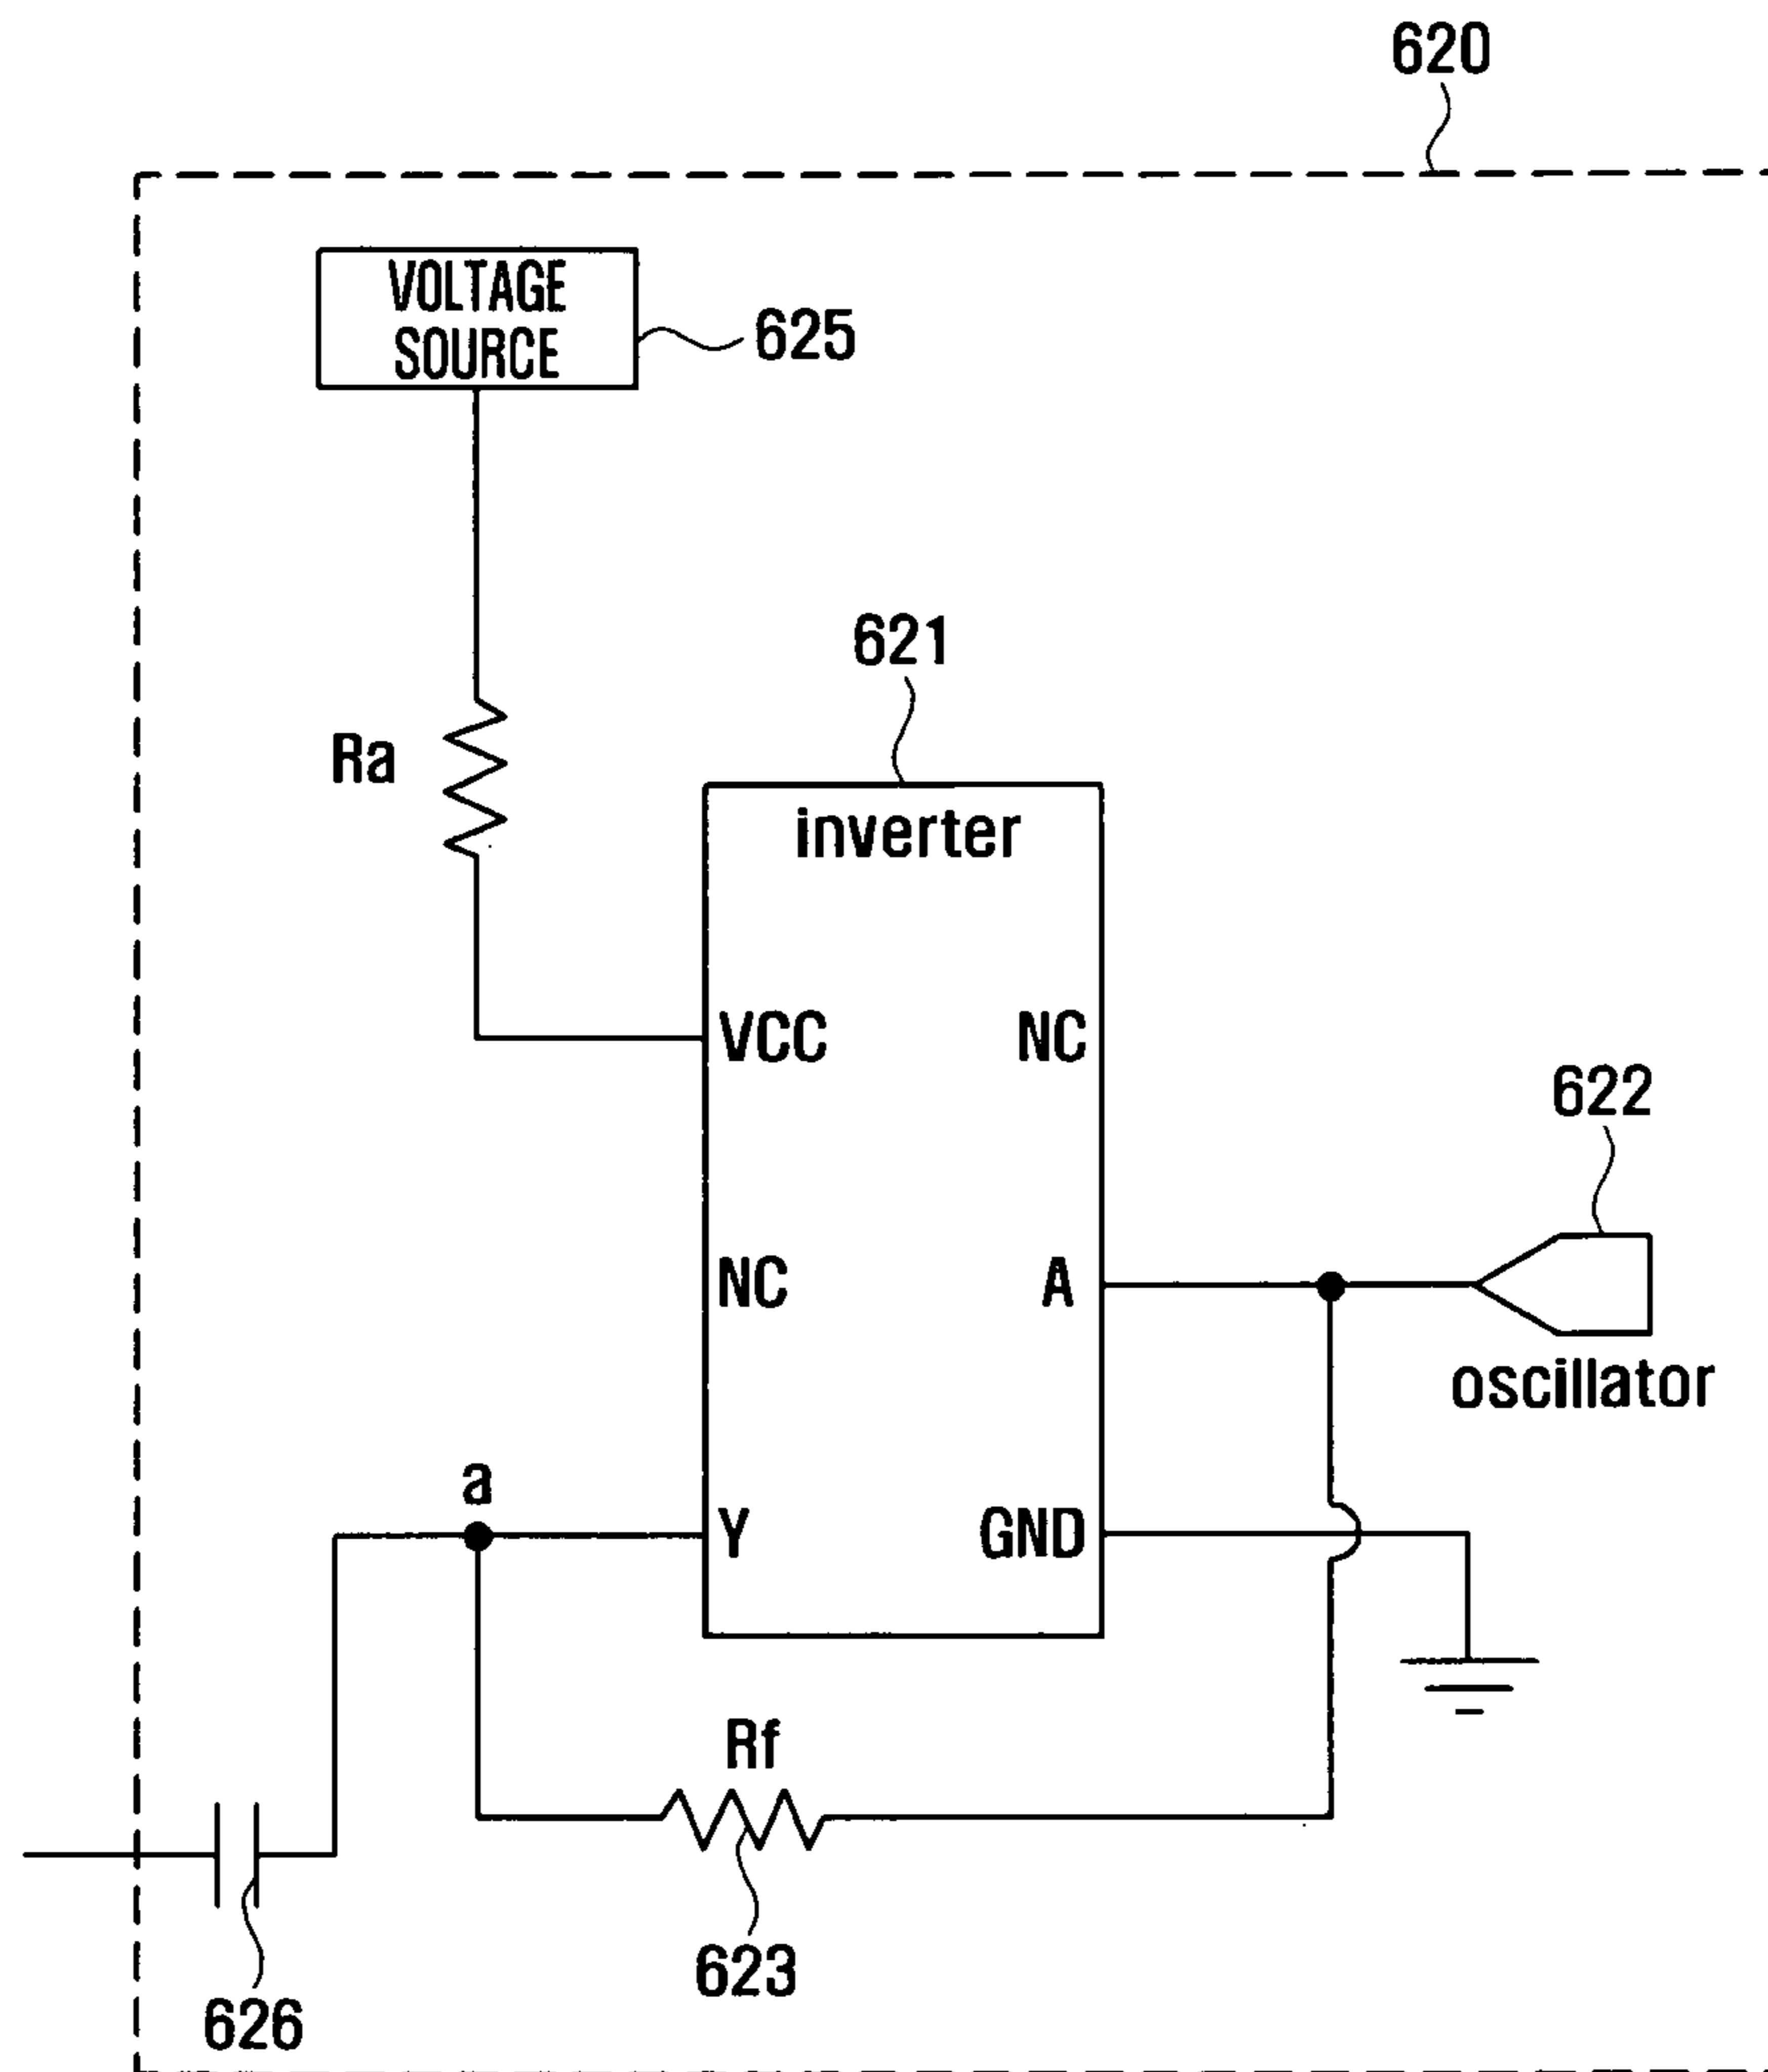 620
VOLTAGE
SOURCE
625
621
Ra
inverter
VCC
NC
622
NC
A
oscillator
a
Y
GND
Rf
623
626